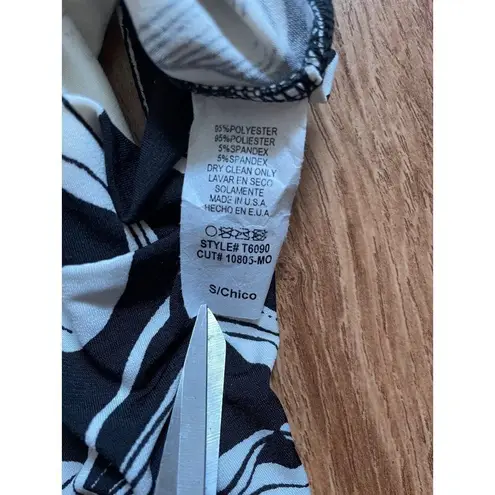 95%POLYESTER
95%POLIESTER
5%SPANDEX
5%SPANDEX
DRY CLEAN ONLY
LAVAR EN SECO
SOLAMENTE
MADE IN U.S.A.
HECHO EN E.U.A.
STYLE# T6090
CUT# 10805-MO
S/Chico